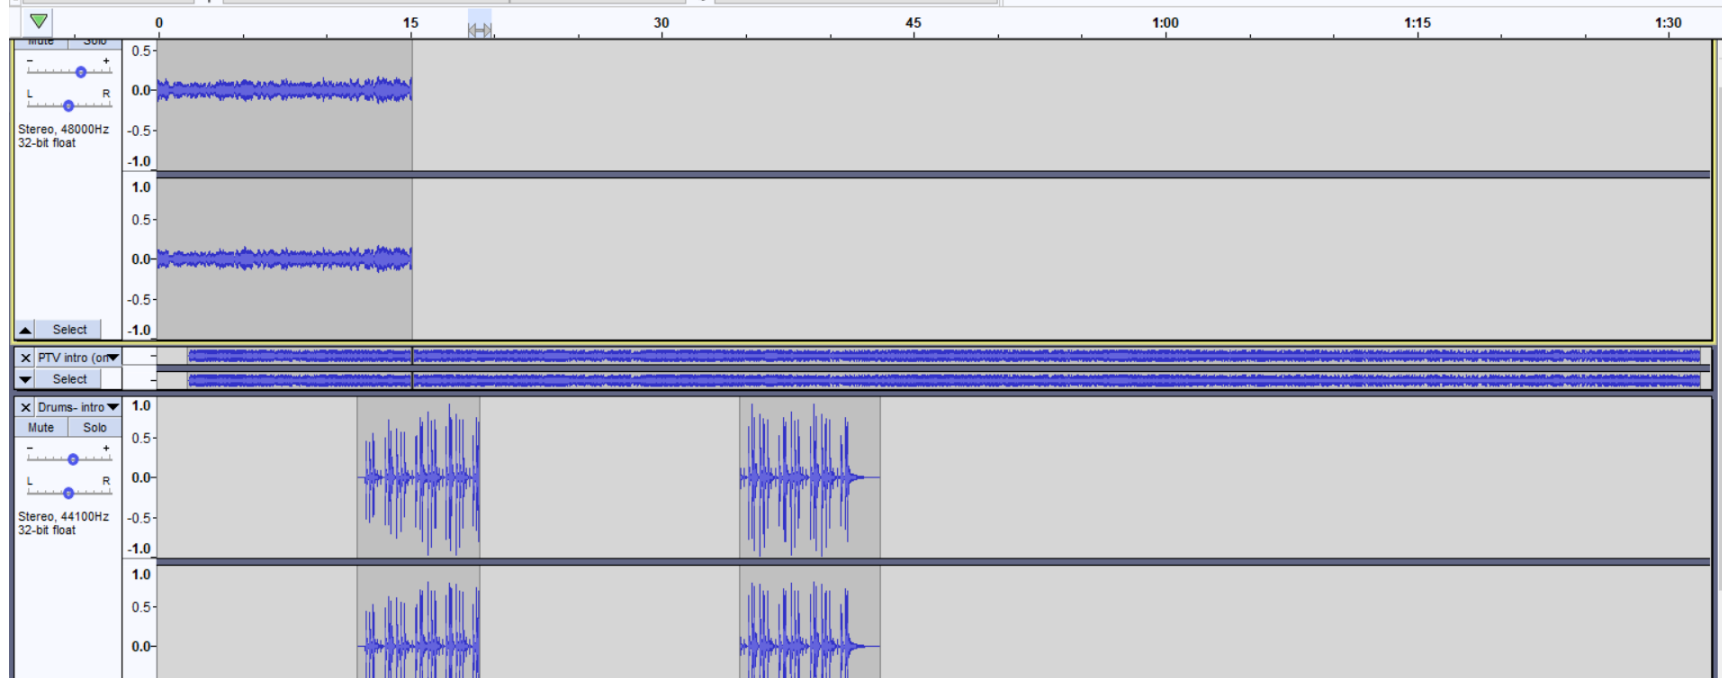 0 15 30 45 1:00 1:15 1:30
Mute Solo
- +
L R
Stereo, 48000Hz
32-bit float
0.5
0.0
-0.5
-1.0
1.0
0.5
0.0
-0.5
-1.0
Select
PTV intro (on
Select
Drums- intro
Mute Solo
- +
L R
Stereo, 44100Hz
32-bit float
1.0
0.5
0.0
-0.5
-1.0
1.0
0.5
0.0